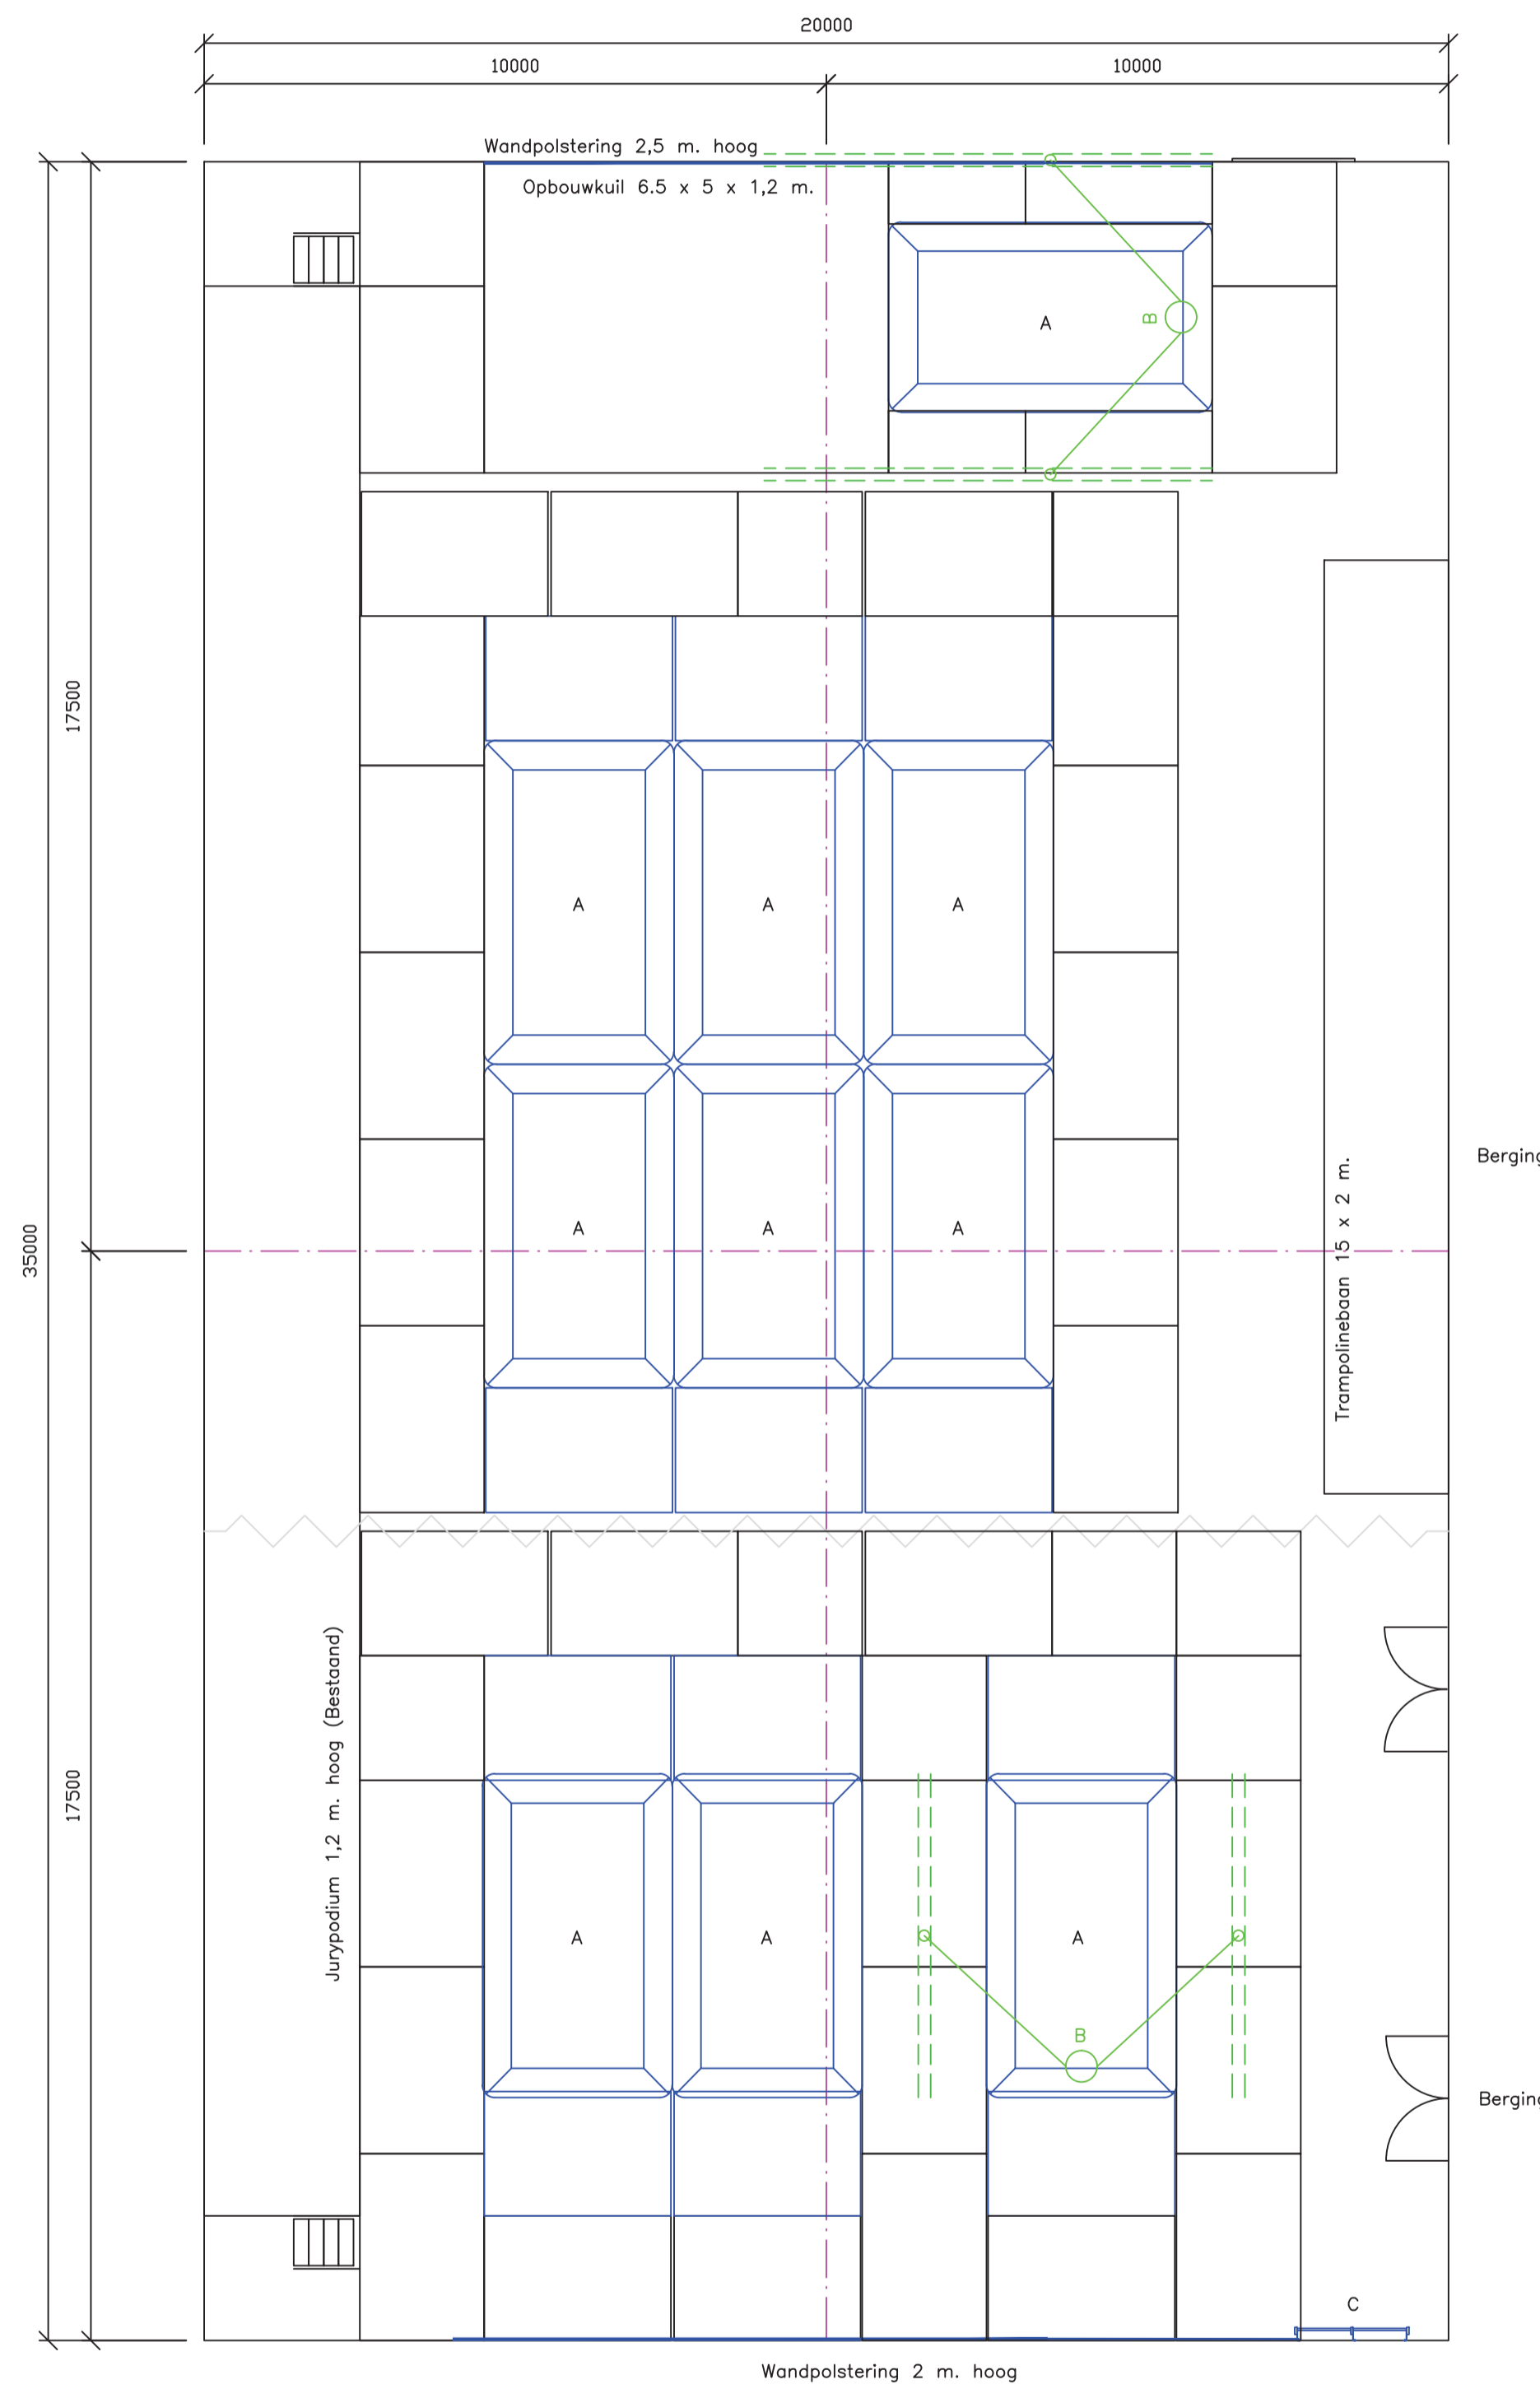 20000
10000
10000
Wandpolstering 2,5 m. hoog
Opbouwkuil 6.5 x 5 x 1,2 m.
A
B
17500
A
A
A
Berging
35000
A
A
A
Trampolinebaan 15 x 2 m.
Jurypodium 1,2 m. hoog (Bestaand)
17500
A
A
A
B
Berging
C
Wandpolstering 2 m. hoog